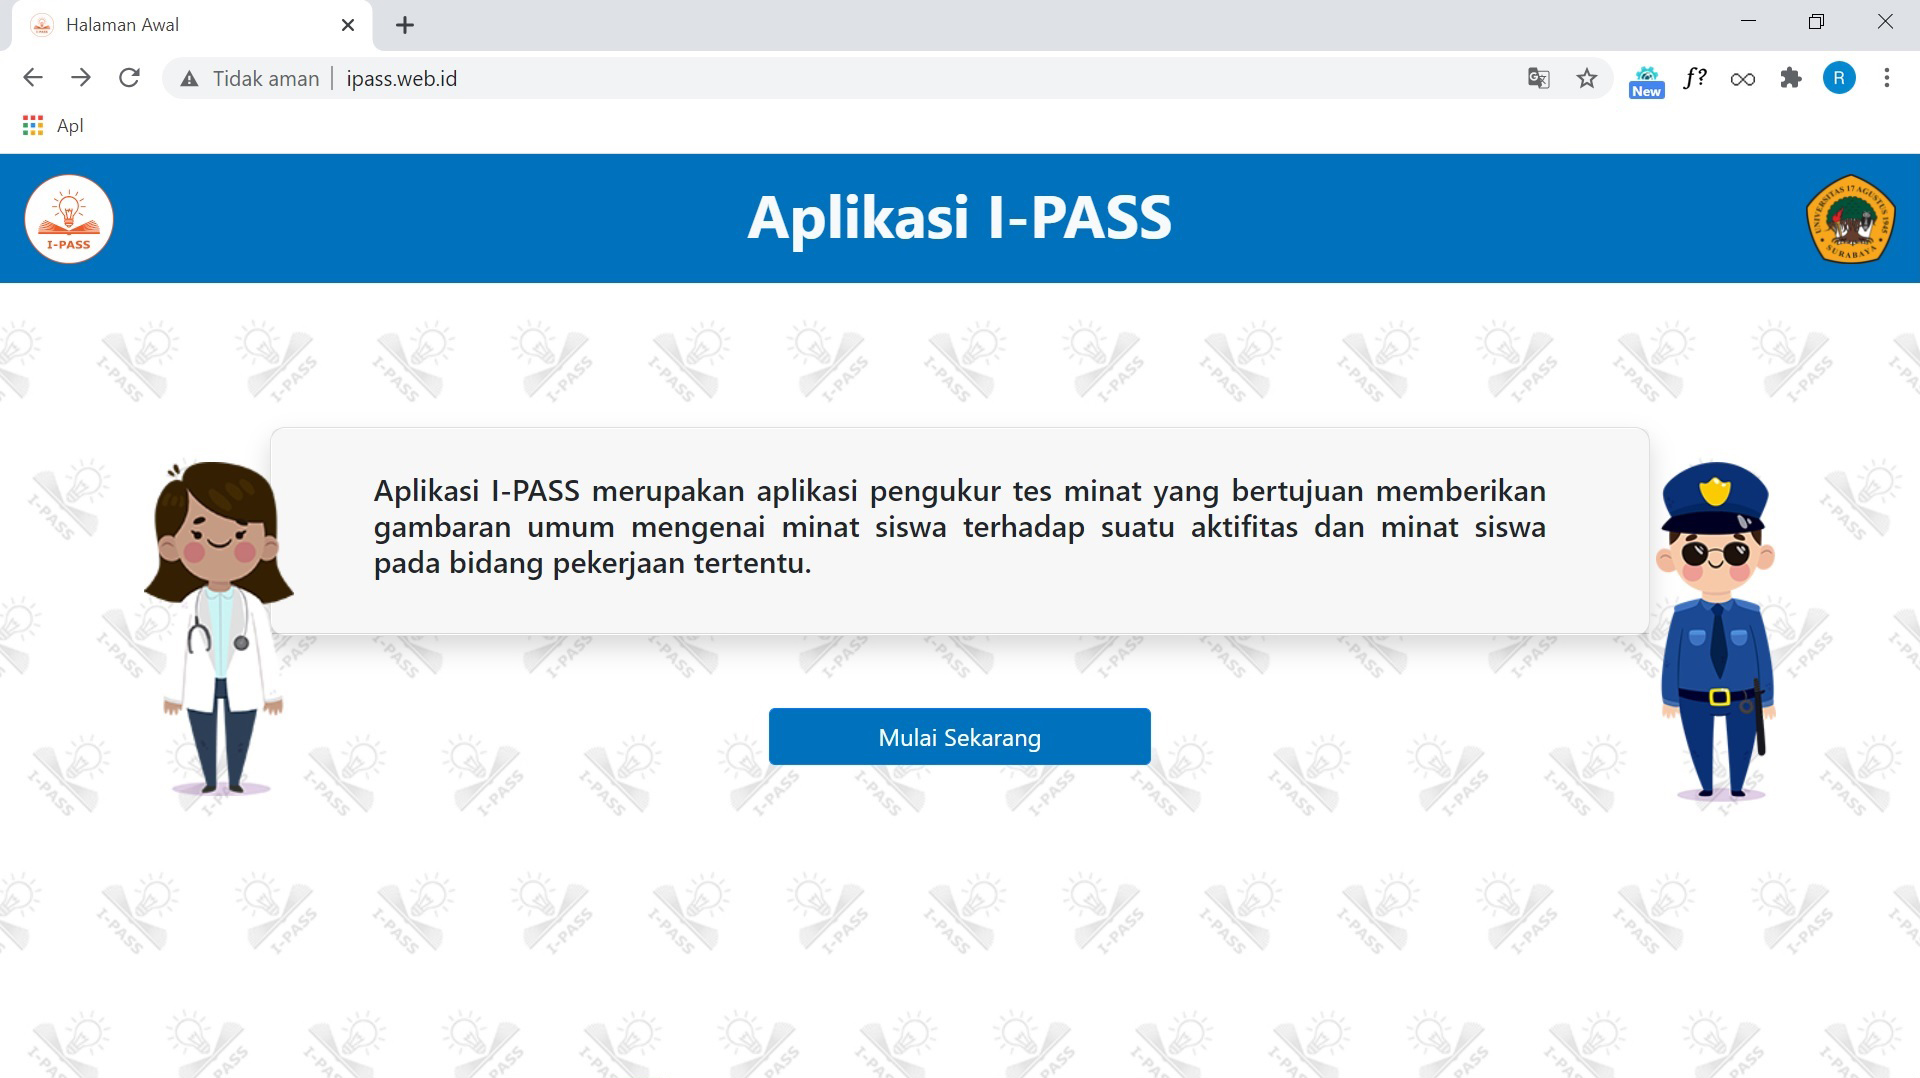 Halaman Awal
Tidak aman
ipass.web.id
New
f?
R
Apl
I-PASS
Aplikasi I-PASS
UNIVERSITAS 17 AGUSTUS 1945
SURABAYA
Aplikasi I-PASS merupakan aplikasi pengukur tes minat yang bertujuan memberikan
gambaran umum mengenai minat siswa terhadap suatu aktifitas dan minat siswa
pada bidang pekerjaan tertentu.
Mulai Sekarang